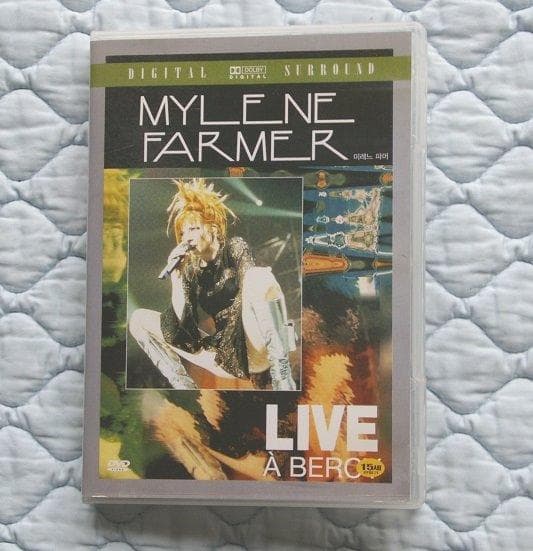 DIGITAL DOLBY DIGITAL SURROUND
MYLENE
FARMER
미레느 파머
LIVE
À BERC
15세
DVD